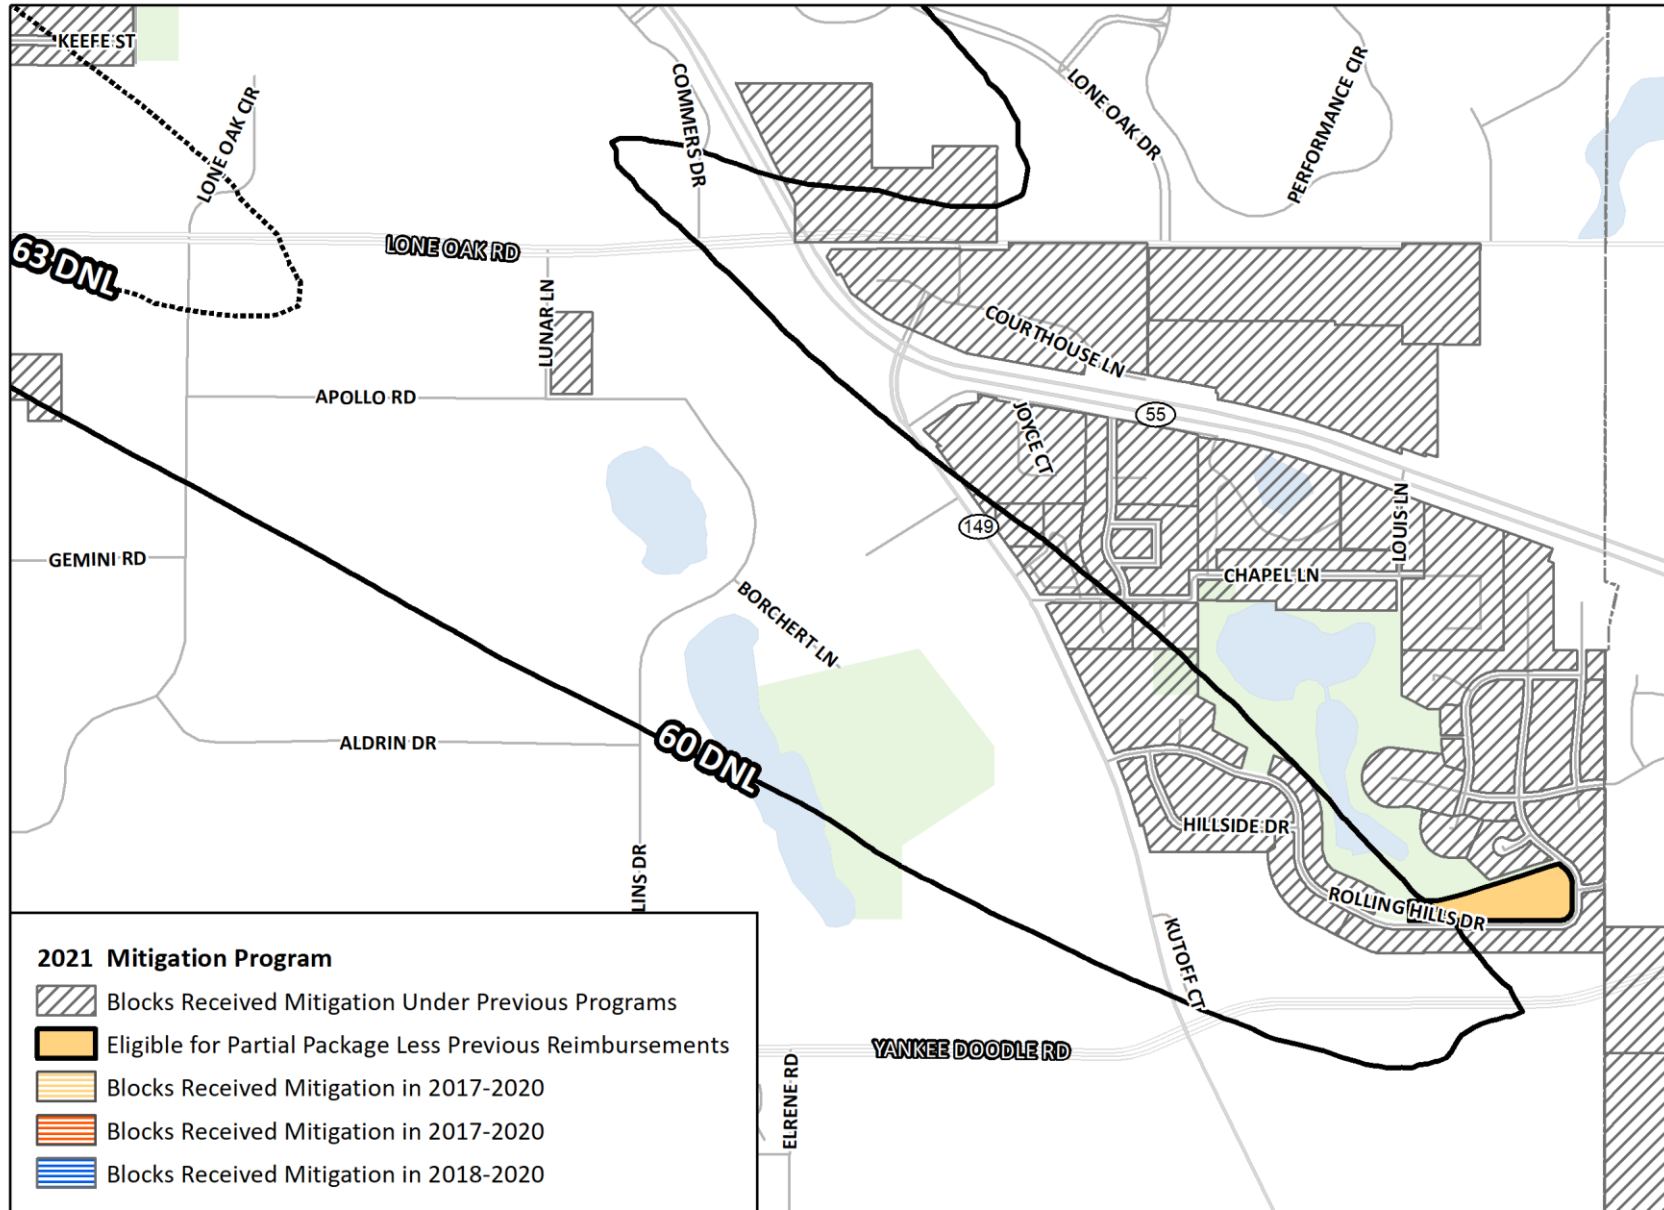 KEEFE ST
LONE OAK CIR
COMMERS DR
LONE OAK DR
PERFORMANCE CIR
63 DNL
LONE OAK RD
LUNAR LN
COURTHOUSE LN
APOLLO RD
JOYCE CT
55
149
LOUIS LN
GEMINI RD
CHAPEL LN
BORCHERT LN
ALDRIN DR
60 DNL
HILLSIDE DR
LINS DR
ROLLING HILLS DR
KUTOFF CT
YANKEE DOODLE RD
ELRENE RD
2021 Mitigation Program
Blocks Received Mitigation Under Previous Programs
Eligible for Partial Package Less Previous Reimbursements
Blocks Received Mitigation in 2017-2020
Blocks Received Mitigation in 2017-2020
Blocks Received Mitigation in 2018-2020